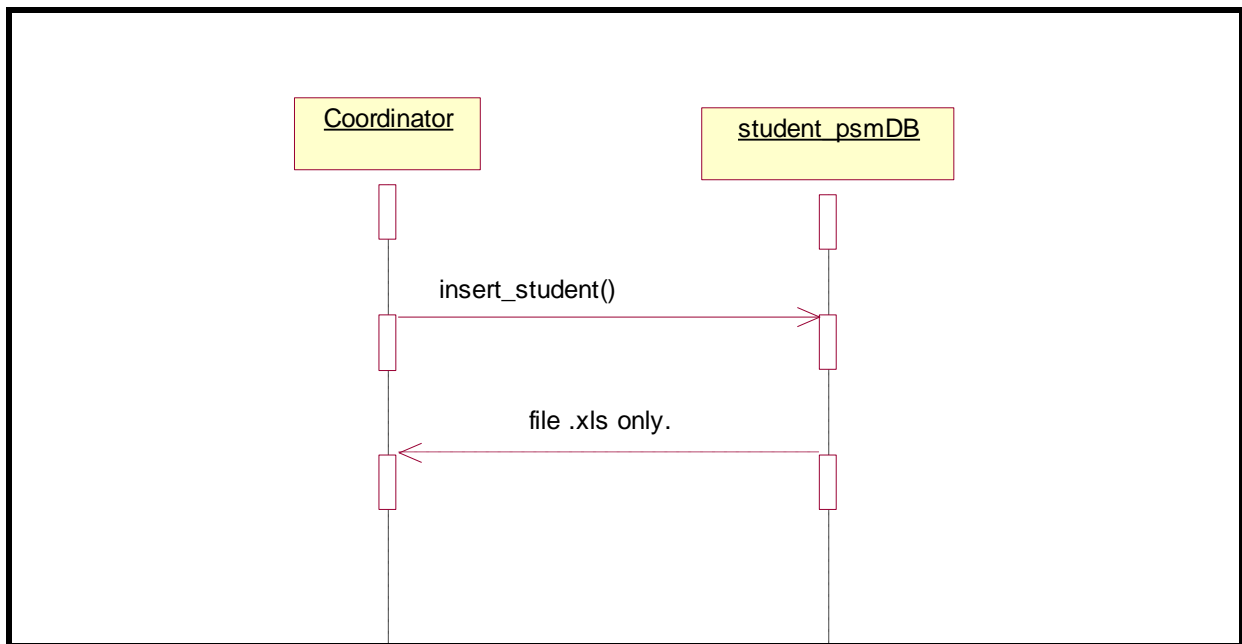 Coordinator
student_psmDB
insert_student()
file .xls only.